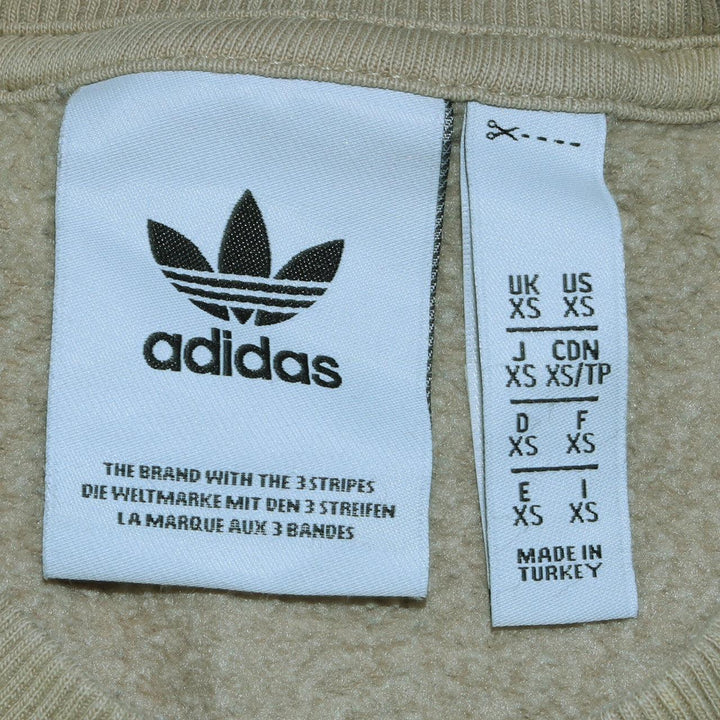 adidas
THE BRAND WITH THE 3 STRIPES
DIE WELTMARKE MIT DEN 3 STREIFEN
LA MARQUE AUX 3 BANDES
UK US
XS XS
J CDN
XS XS/TP
D F
XS XS
E I
XS XS
MADE IN
TURKEY